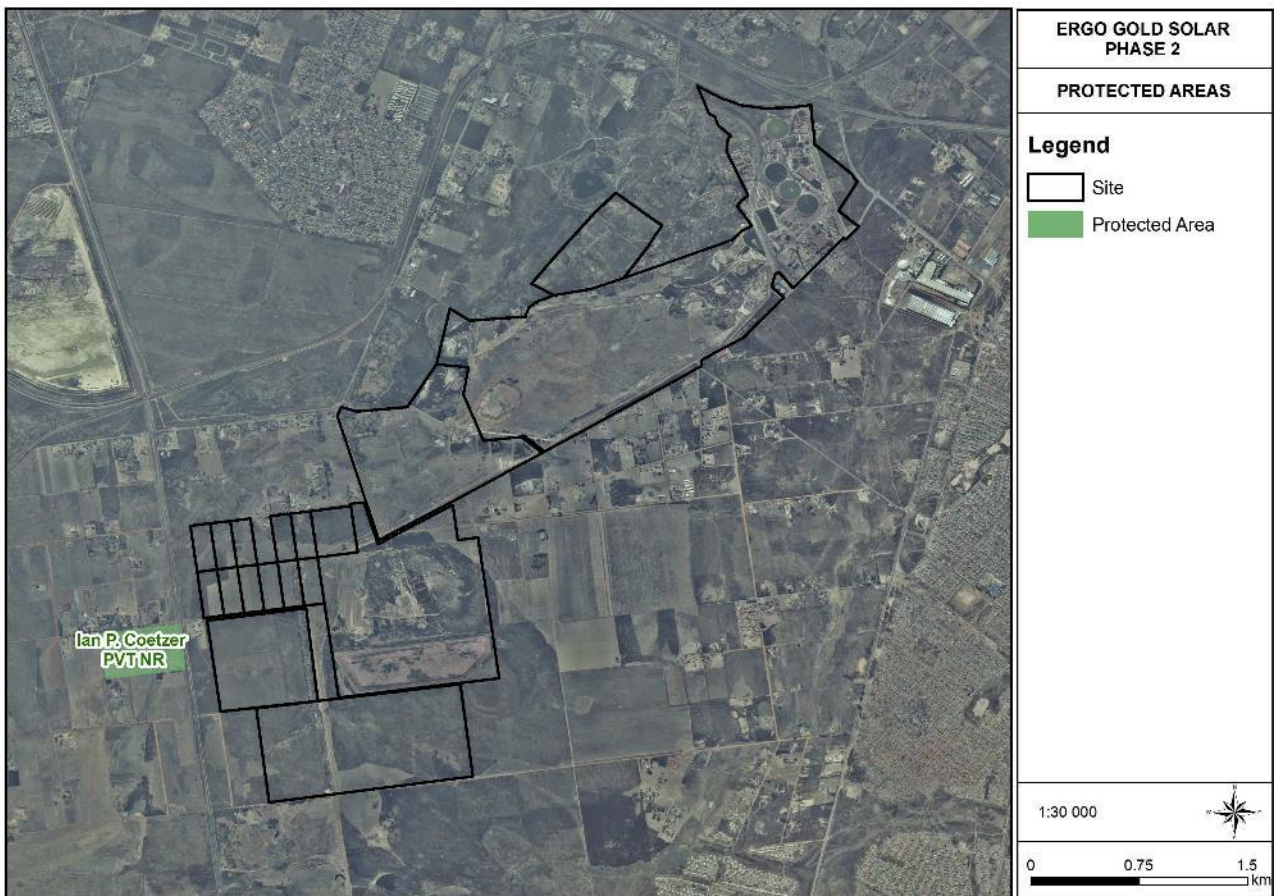 ERGO GOLD SOLAR
PHASE 2
PROTECTED AREAS
Legend
Site
Protected Area
Ian P. Coetzer
PVT NR
1:30 000
N
0 0.75 1.5
km